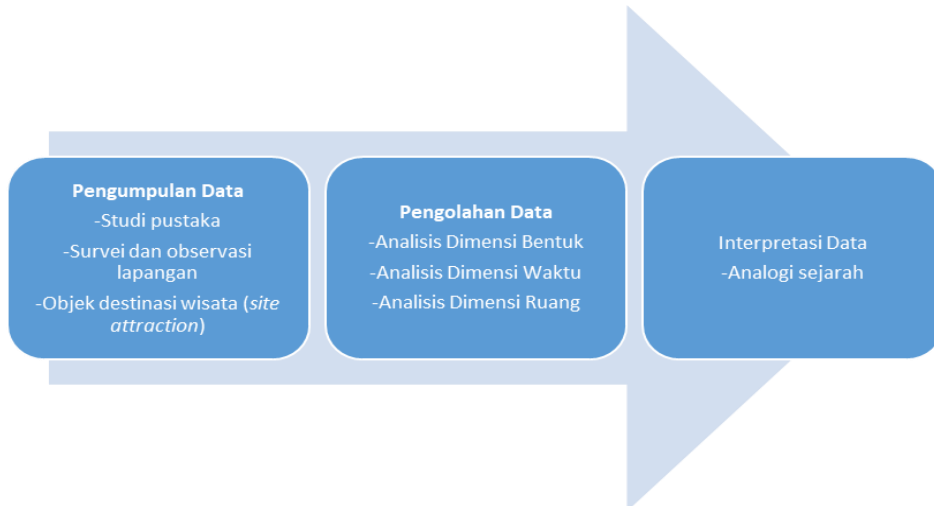 Pengumpulan Data
-Studi pustaka
-Survei dan observasi
lapangan
-Objek destinasi wisata (site
attraction)
Pengolahan Data
-Analisis Dimensi Bentuk
-Analisis Dimensi Waktu
-Analisis Dimensi Ruang
Interpretasi Data
-Analogi sejarah